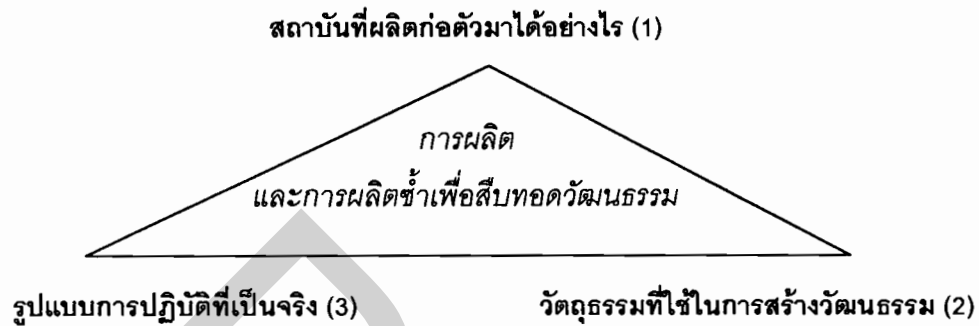 สถาบันที่ผลิตก่อตัวมาได้อย่างไร (1)
การผลิต
และการผลิตซ้ำเพื่อสืบทอดวัฒนธรรม
รูปแบบการปฏิบัติที่เป็นจริง (3) วัตถุธรรมที่ใช้ในการสร้างวัฒนธรรม (2)